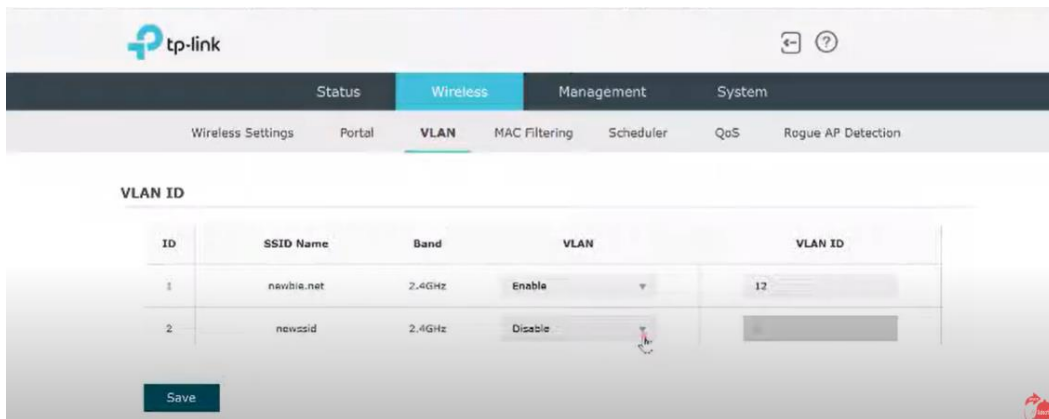 tp-link
Status Wireless Management System
Wireless Settings Portal VLAN MAC Filtering Scheduler QoS Rogue AP Detection
VLAN ID
ID SSID Name Band VLAN VLAN ID
1 newbie.net 2.4GHz Enable 12
2 newssid 2.4GHz Disable
Save